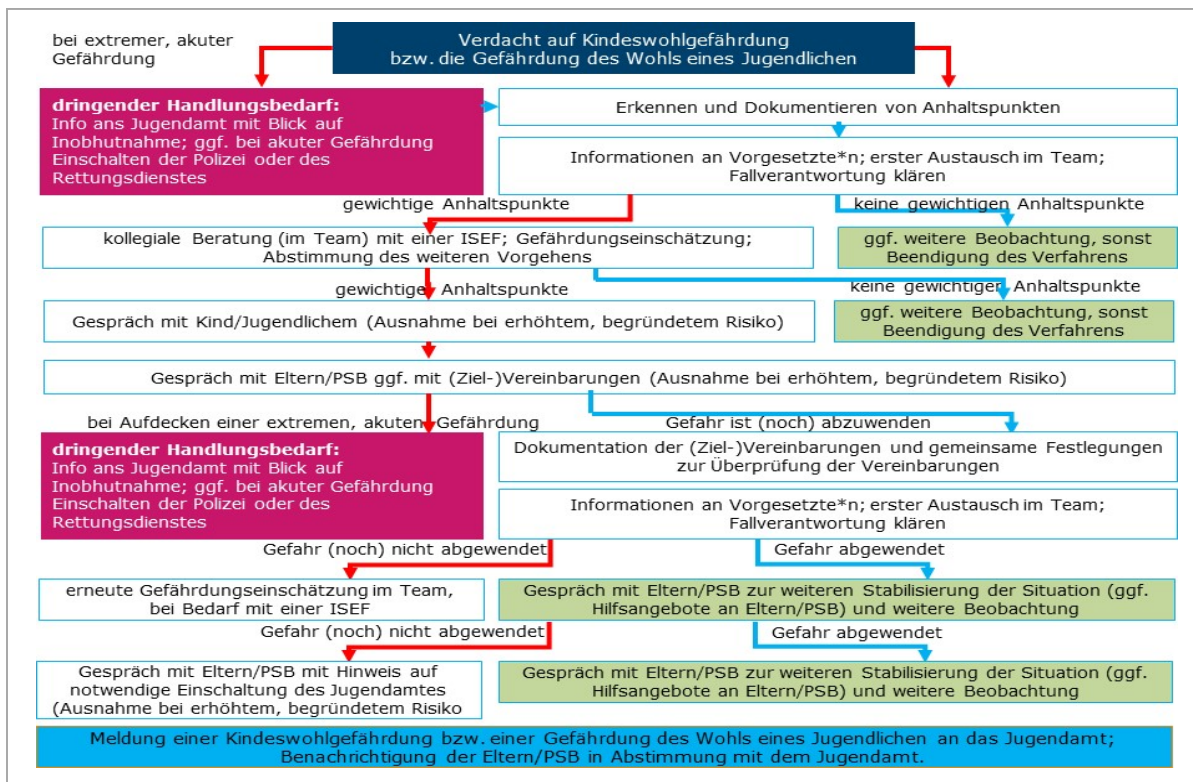 bei extremer, akuter
Gefährdung
Verdacht auf Kindeswohlgefährdung
bzw. die Gefährdung des Wohls eines Jugendlichen
dringender Handlungsbedarf:
Info ans Jugendamt mit Blick auf
Inobhutnahme; ggf. bei akuter Gefährdung
Einschalten der Polizei oder des
Rettungsdienstes
Erkennen und Dokumentieren von Anhaltspunkten
Informationen an Vorgesetzte*n; erster Austausch im Team;
Fallverantwortung klären
gewichtige Anhaltspunkte
keine gewichtigen Anhaltspunkte
kollegiale Beratung (im Team) mit einer ISEF; Gefährdungseinschätzung;
Abstimmung des weiteren Vorgehens
ggf. weitere Beobachtung, sonst
Beendigung des Verfahrens
gewichtige Anhaltspunkte
keine gewichtigen Anhaltspunkte
Gespräch mit Kind/Jugendlichem (Ausnahme bei erhöhtem, begründetem Risiko)
ggf. weitere Beobachtung, sonst
Beendigung des Verfahrens
Gespräch mit Eltern/PSB ggf. mit (Ziel-)Vereinbarungen (Ausnahme bei erhöhtem, begründetem Risiko)
bei Aufdecken einer extremen, akuten Gefährdung
Gefahr ist (noch) abzuwenden
dringender Handlungsbedarf:
Info ans Jugendamt mit Blick auf
Inobhutnahme; ggf. bei akuter Gefährdung
Einschalten der Polizei oder des
Rettungsdienstes
Dokumentation der (Ziel-)Vereinbarungen und gemeinsame Festlegungen
zur Überprüfung der Vereinbarungen
Informationen an Vorgesetzte*n; erster Austausch im Team;
Fallverantwortung klären
Gefahr (noch) nicht abgewendet
Gefahr abgewendet
erneute Gefährdungseinschätzung im Team,
bei Bedarf mit einer ISEF
Gespräch mit Eltern/PSB zur weiteren Stabilisierung der Situation (ggf.
Hilfsangebote an Eltern/PSB) und weitere Beobachtung
Gefahr (noch) nicht abgewendet
Gefahr abgewendet
Gespräch mit Eltern/PSB mit Hinweis auf
notwendige Einschaltung des Jugendamtes
(Ausnahme bei erhöhtem, begründetem Risiko
Gespräch mit Eltern/PSB zur weiteren Stabilisierung der Situation (ggf.
Hilfsangebote an Eltern/PSB) und weitere Beobachtung
Meldung einer Kindeswohlgefährdung bzw. einer Gefährdung des Wohls eines Jugendlichen an das Jugendamt;
Benachrichtigung der Eltern/PSB in Abstimmung mit dem Jugendamt.